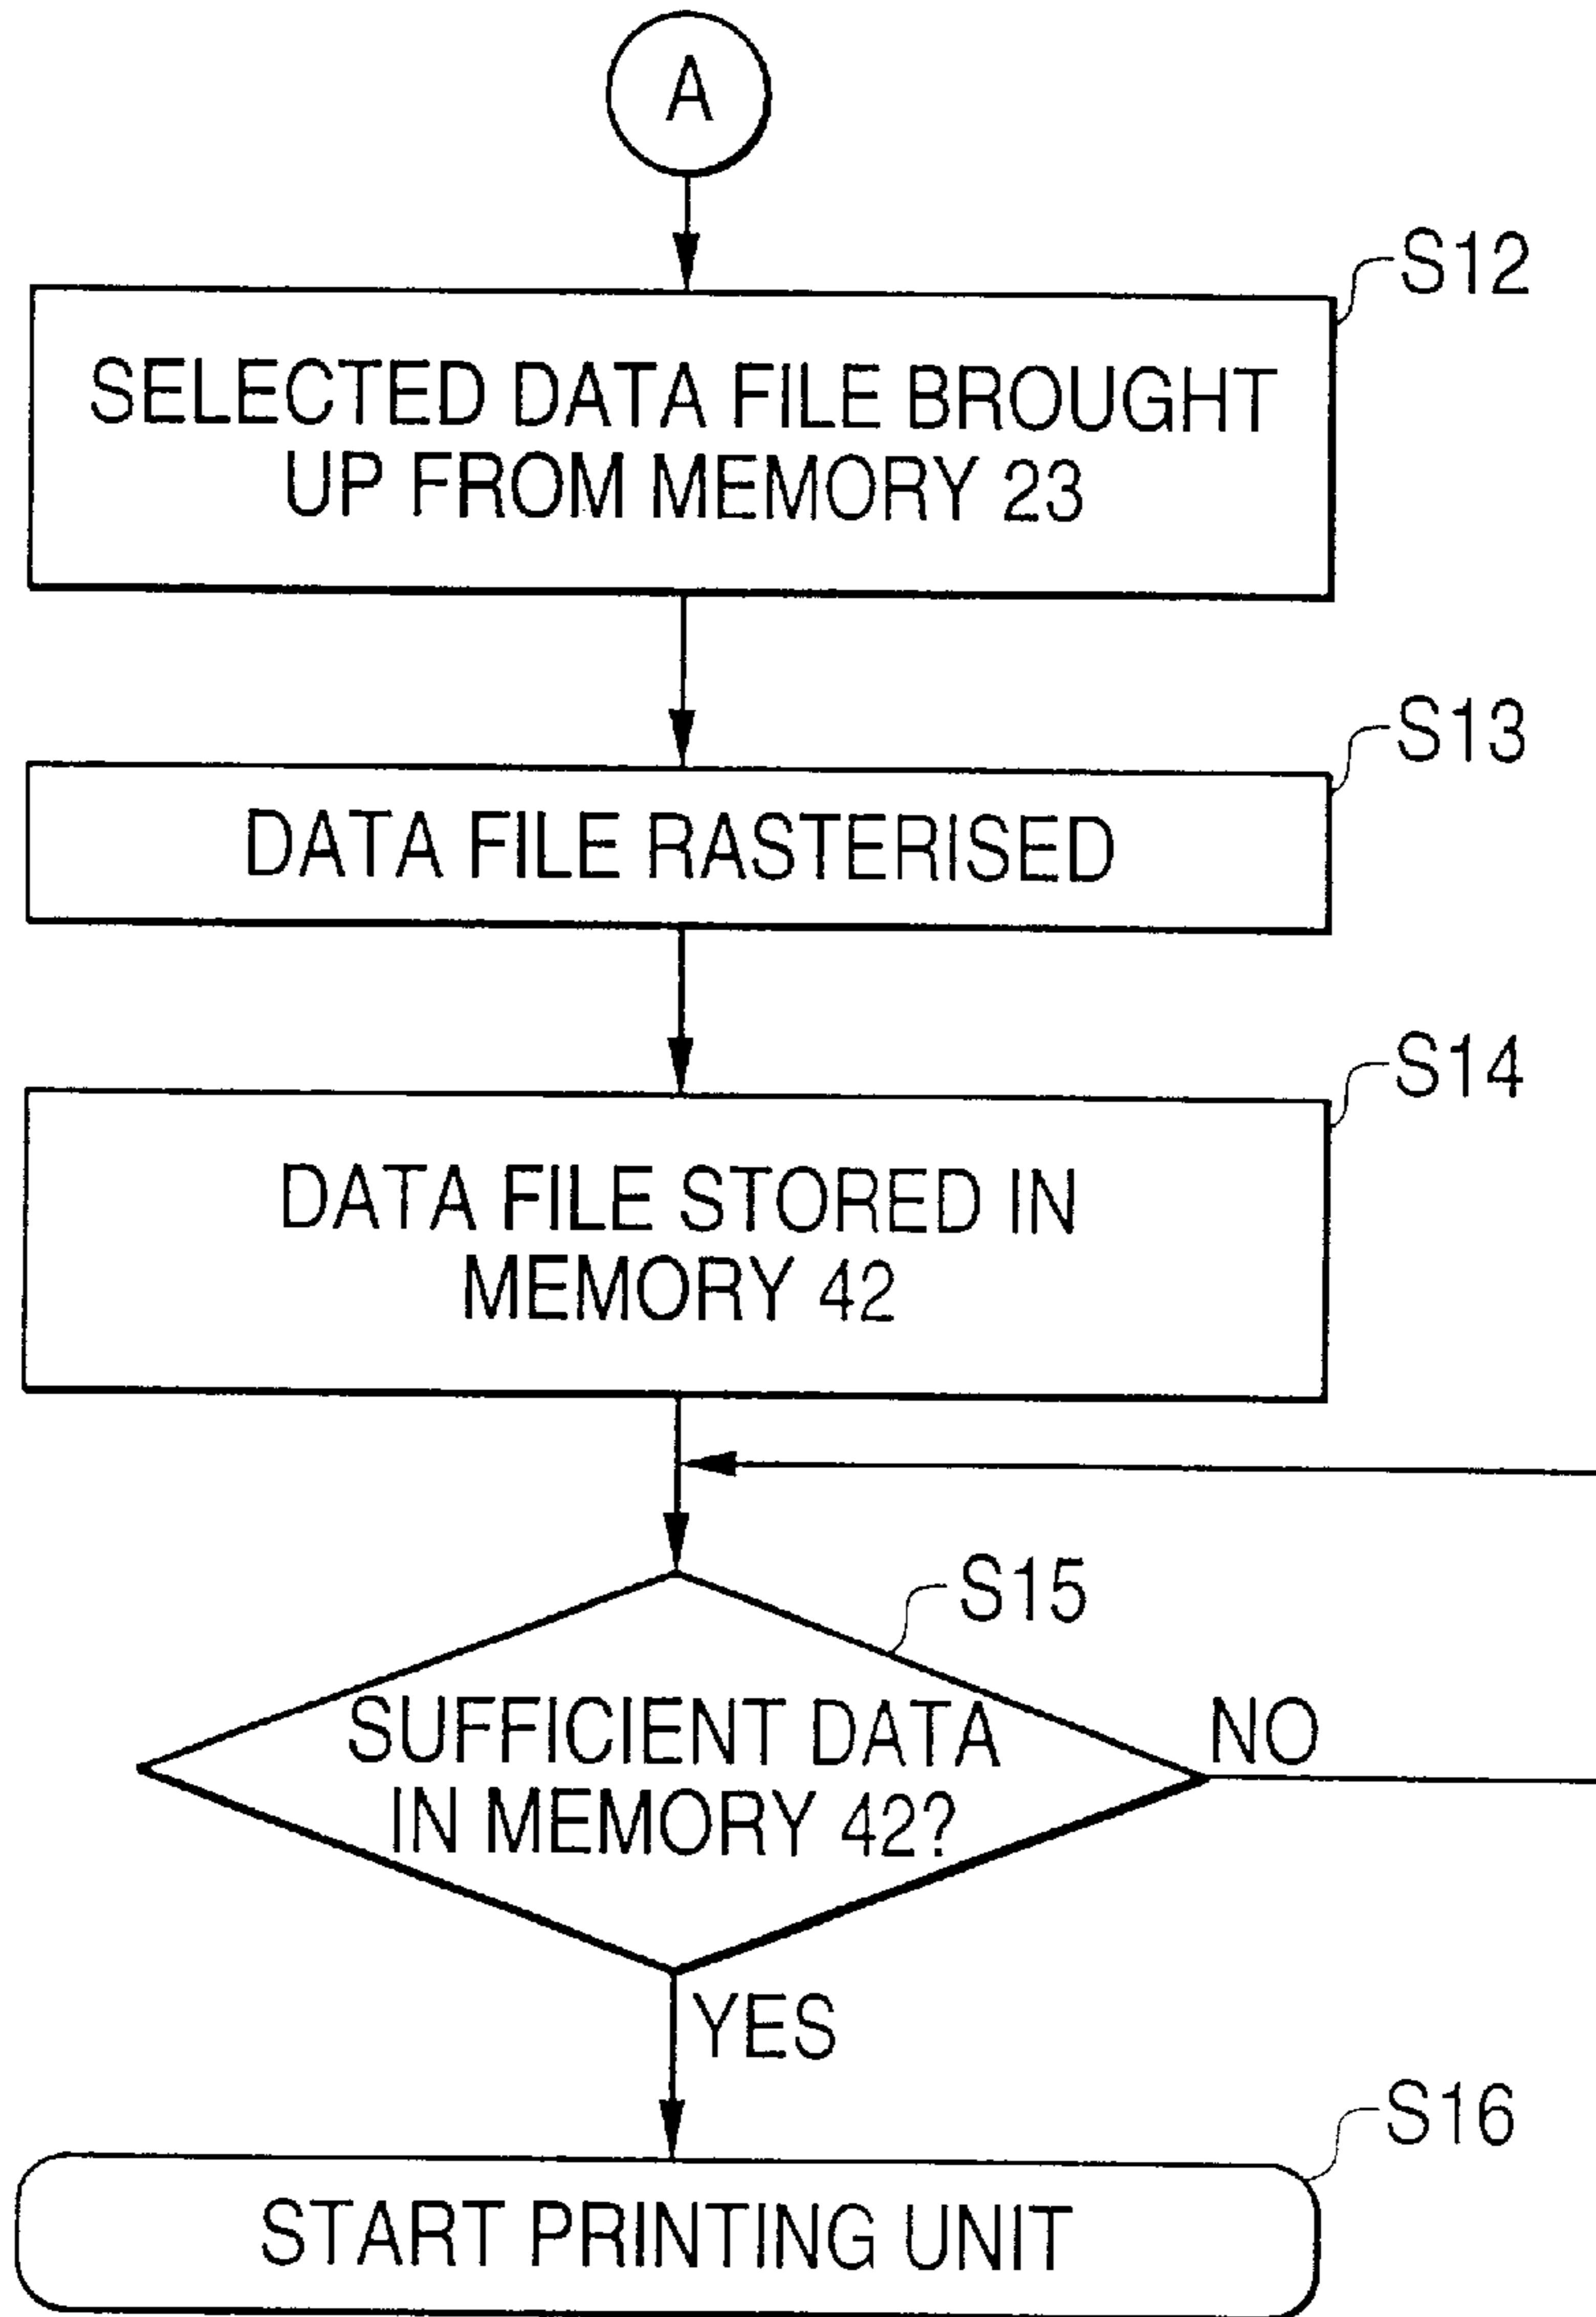 A
S12
SELECTED DATA FILE BROUGHT
UP FROM MEMORY 23
S13
DATA FILE RASTERISED
S14
DATA FILE STORED IN
MEMORY 42
S15
SUFFICIENT DATA
IN MEMORY 42?
NO
YES
S16
START PRINTING UNIT